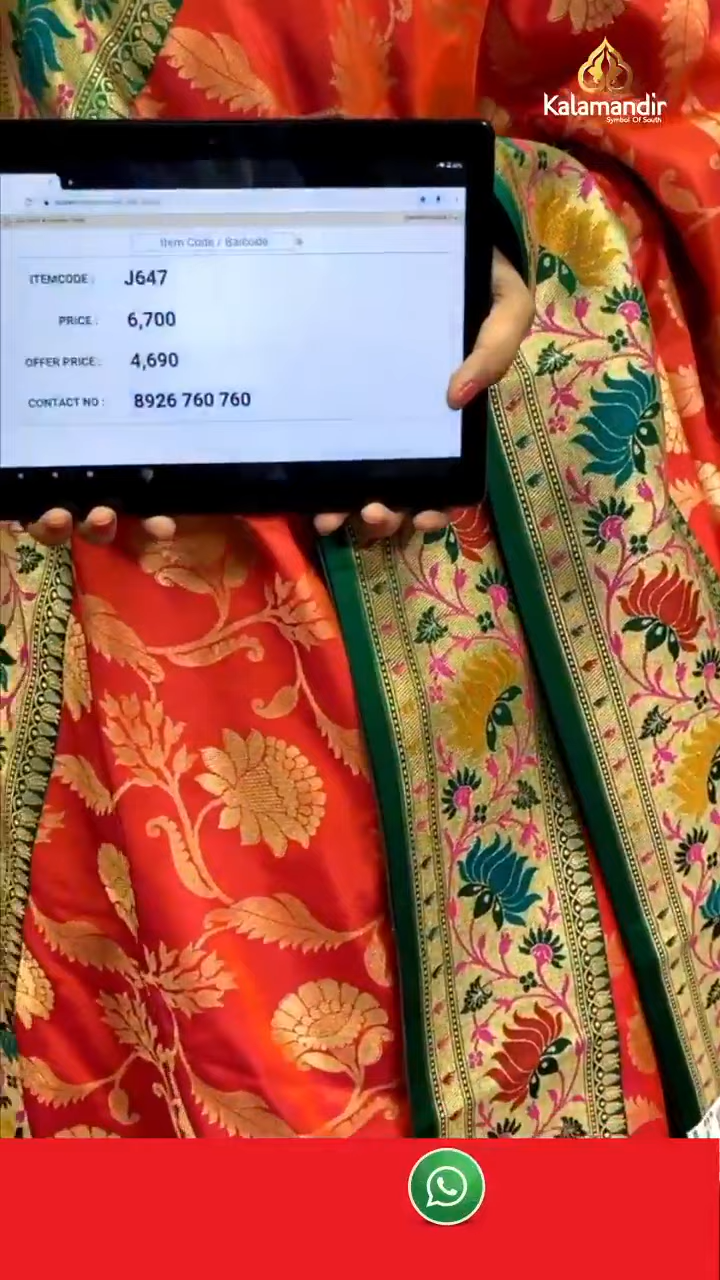 Kalamandir
Symbol Of South
Item Code / Barcode
ITEMCODE : J647
PRICE : 6,700
OFFER PRICE : 4,690
CONTACT NO : 8926 760 760